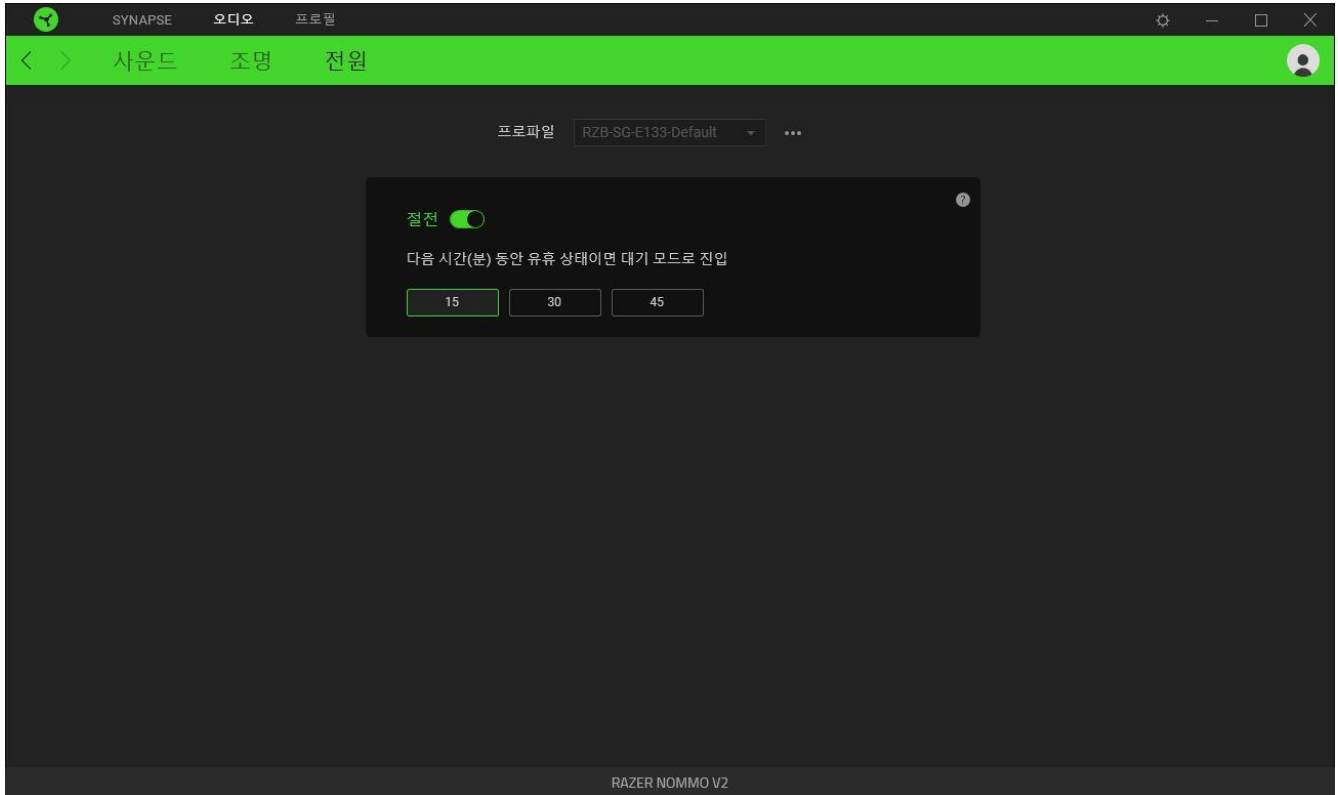 SYNAPSE 오디오 프로필
사운드 조명 전원
프로파일 RZB-SG-E133-Default •••
?
절전
다음 시간(분) 동안 유휴 상태이면 대기 모드로 진입
15 30 45
RAZER NOMMO V2